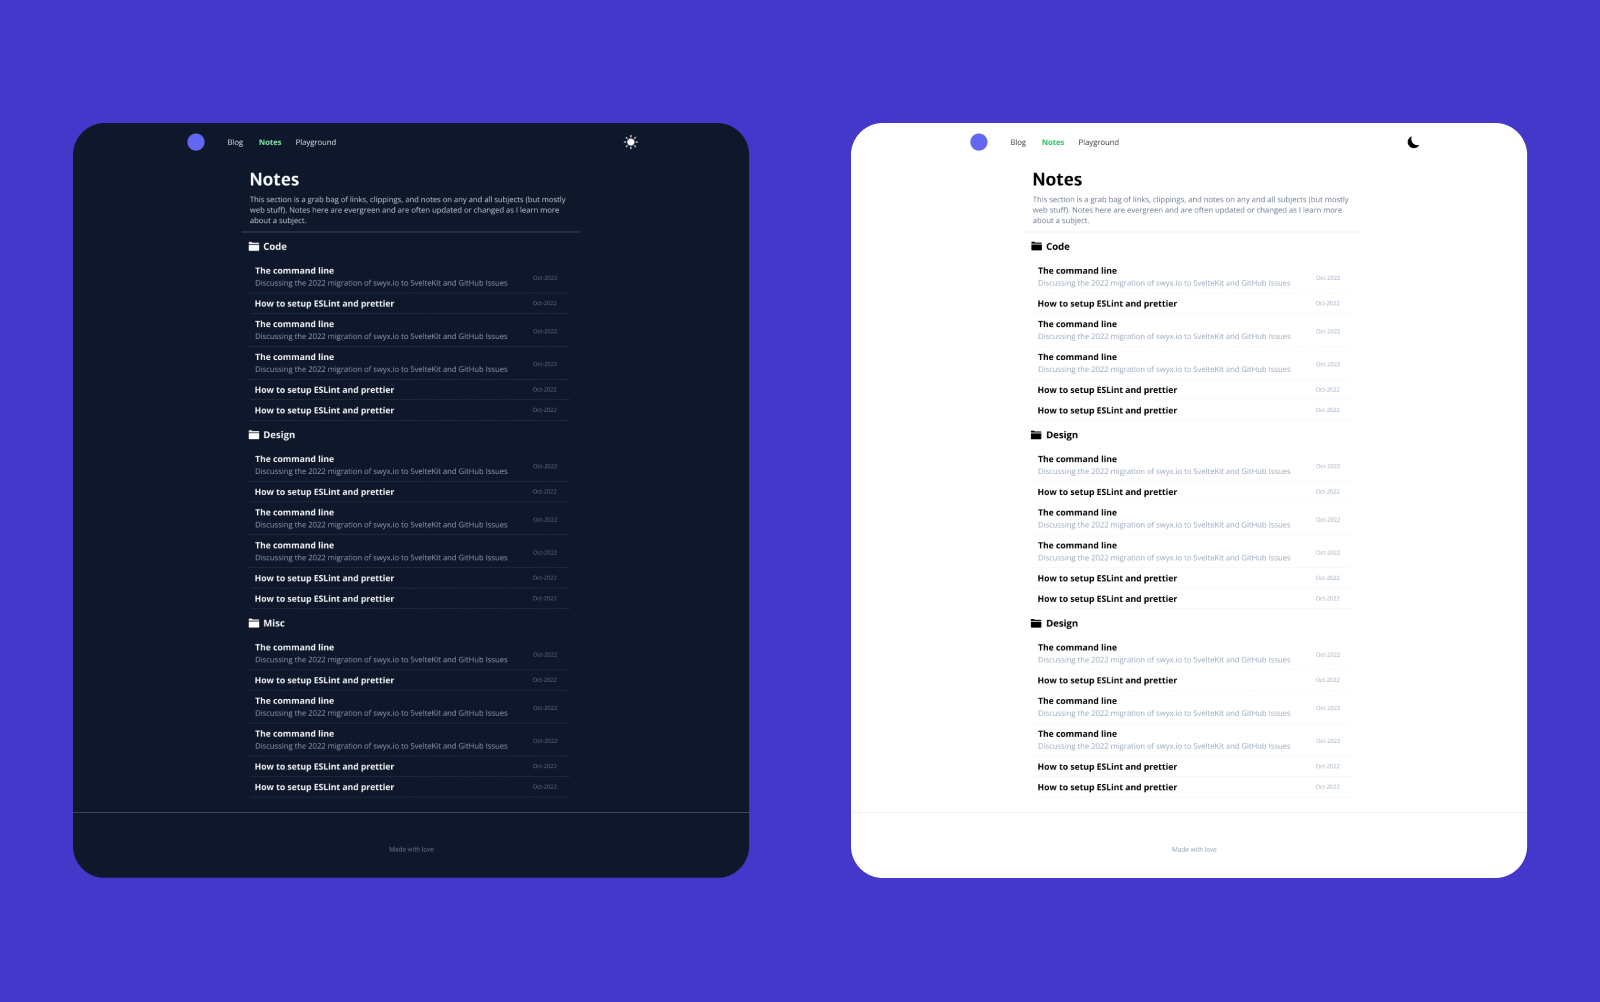 Blog Notes Playground
Notes
This section is a grab bag of links, clippings, and notes on any and all subjects (but mostly
web stuff). Notes here are evergreen and are often updated or changed as I learn more
about a subject.
Code
The command line
Discussing the 2022 migration of swyx.io to SvelteKit and GitHub Issues
Oct-2022
How to setup ESLint and prettier Oct-2022
The command line
Discussing the 2022 migration of swyx.io to SvelteKit and GitHub Issues
Oct-2022
The command line
Discussing the 2022 migration of swyx.io to SvelteKit and GitHub Issues
Oct-2022
How to setup ESLint and prettier Oct-2022
How to setup ESLint and prettier Oct-2022
Design
The command line
Discussing the 2022 migration of swyx.io to SvelteKit and GitHub Issues
Oct-2022
How to setup ESLint and prettier Oct-2022
The command line
Discussing the 2022 migration of swyx.io to SvelteKit and GitHub Issues
Oct-2022
The command line
Discussing the 2022 migration of swyx.io to SvelteKit and GitHub Issues
Oct-2022
How to setup ESLint and prettier Oct-2022
How to setup ESLint and prettier Oct-2022
Misc
The command line
Discussing the 2022 migration of swyx.io to SvelteKit and GitHub Issues
Oct-2022
How to setup ESLint and prettier Oct-2022
The command line
Discussing the 2022 migration of swyx.io to SvelteKit and GitHub Issues
Oct-2022
The command line
Discussing the 2022 migration of swyx.io to SvelteKit and GitHub Issues
Oct-2022
How to setup ESLint and prettier Oct-2022
How to setup ESLint and prettier Oct-2022
Made with love
Blog Notes Playground
Notes
This section is a grab bag of links, clippings, and notes on any and all subjects (but mostly
web stuff). Notes here are evergreen and are often updated or changed as I learn more
about a subject.
Code
The command line
Discussing the 2022 migration of swyx.io to SvelteKit and GitHub Issues
Oct-2022
How to setup ESLint and prettier Oct-2022
The command line
Discussing the 2022 migration of swyx.io to SvelteKit and GitHub Issues
Oct-2022
The command line
Discussing the 2022 migration of swyx.io to SvelteKit and GitHub Issues
Oct-2022
How to setup ESLint and prettier Oct-2022
How to setup ESLint and prettier Oct-2022
Design
The command line
Discussing the 2022 migration of swyx.io to SvelteKit and GitHub Issues
Oct-2022
How to setup ESLint and prettier Oct-2022
The command line
Discussing the 2022 migration of swyx.io to SvelteKit and GitHub Issues
Oct-2022
The command line
Discussing the 2022 migration of swyx.io to SvelteKit and GitHub Issues
Oct-2022
How to setup ESLint and prettier Oct-2022
How to setup ESLint and prettier Oct-2022
Design
The command line
Discussing the 2022 migration of swyx.io to SvelteKit and GitHub Issues
Oct-2022
How to setup ESLint and prettier Oct-2022
The command line
Discussing the 2022 migration of swyx.io to SvelteKit and GitHub Issues
Oct-2022
The command line
Discussing the 2022 migration of swyx.io to SvelteKit and GitHub Issues
Oct-2022
How to setup ESLint and prettier Oct-2022
How to setup ESLint and prettier Oct-2022
Made with love